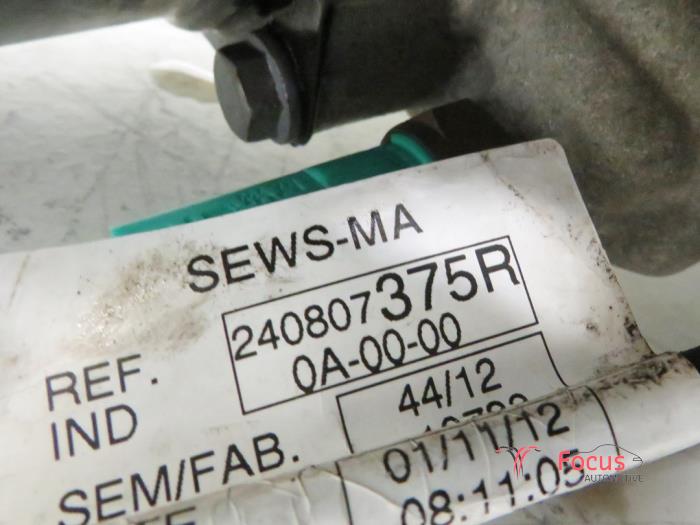 SEWS-MA
REF. 240807375R
IND 0A-00-00
SEM/FAB. 44/12
01/11/12
08:11:05
Focus
AUTOMOTIVE